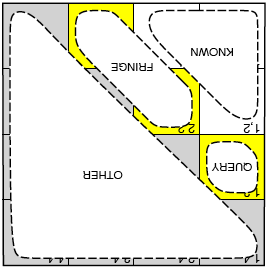 KNOWN
FRINGE
1,2
2,2
QUERY
OTHER